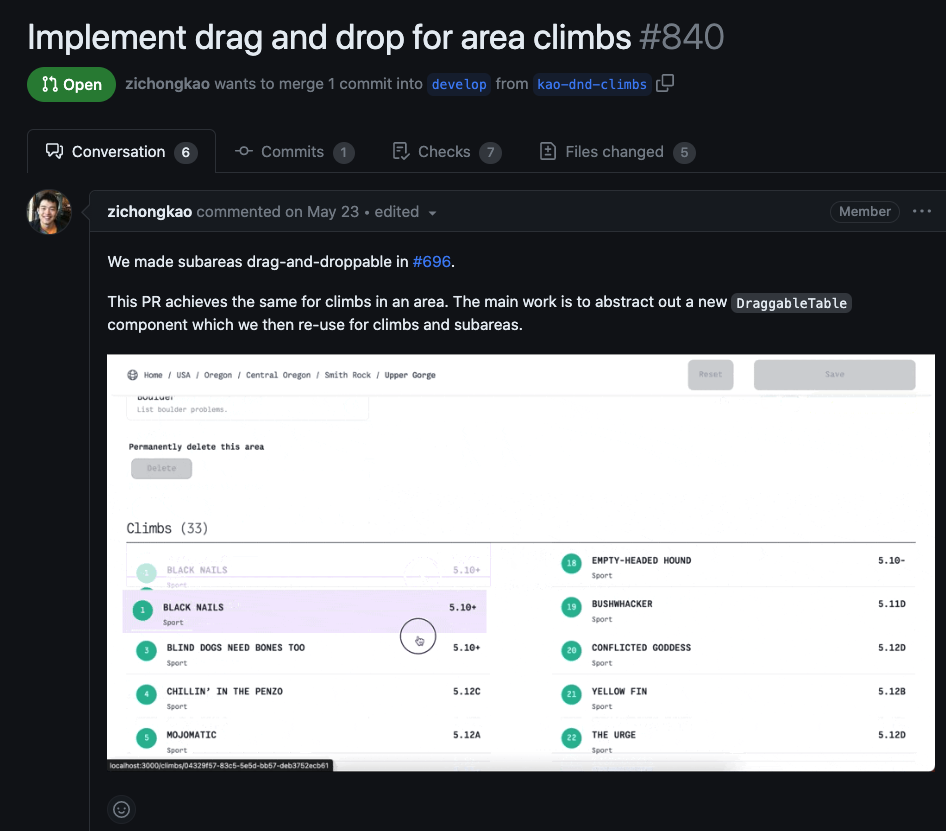 Implement drag and drop for area climbs #840
Open zichongkao wants to merge 1 commit into develop from kao-dnd-climbs
Conversation 6 Commits 1 Checks 7 Files changed 5
zichongkao commented on May 23 • edited Member
We made subareas drag-and-droppable in #696.
This PR achieves the same for climbs in an area. The main work is to abstract out a new DraggableTable
component which we then re-use for climbs and subareas.
Home / USA / Oregon / Central Oregon / Smith Rock / Upper Gorge Reset Save
Boulder
List boulder problems.
Permanently delete this area
Delete
Climbs (33)
1 BLACK NAILS 5.10+
Sport
1 BLACK NAILS 5.10+
Sport
3 BLIND DOGS NEED BONES TOO 5.10+
Sport
4 CHILLIN' IN THE PENZO 5.12C
Sport
5 MOJOMATIC 5.12A
Sport
18 EMPTY-HEADED HOUND 5.10-
Sport
19 BUSHWHACKER 5.11D
Sport
20 CONFLICTED GODDESS 5.12D
Sport
21 YELLOW FIN 5.12B
Sport
22 THE URGE 5.12D
Sport
localhost:3000/climbs/04329f57-83c5-5e5d-bb57-deb3752ecb61